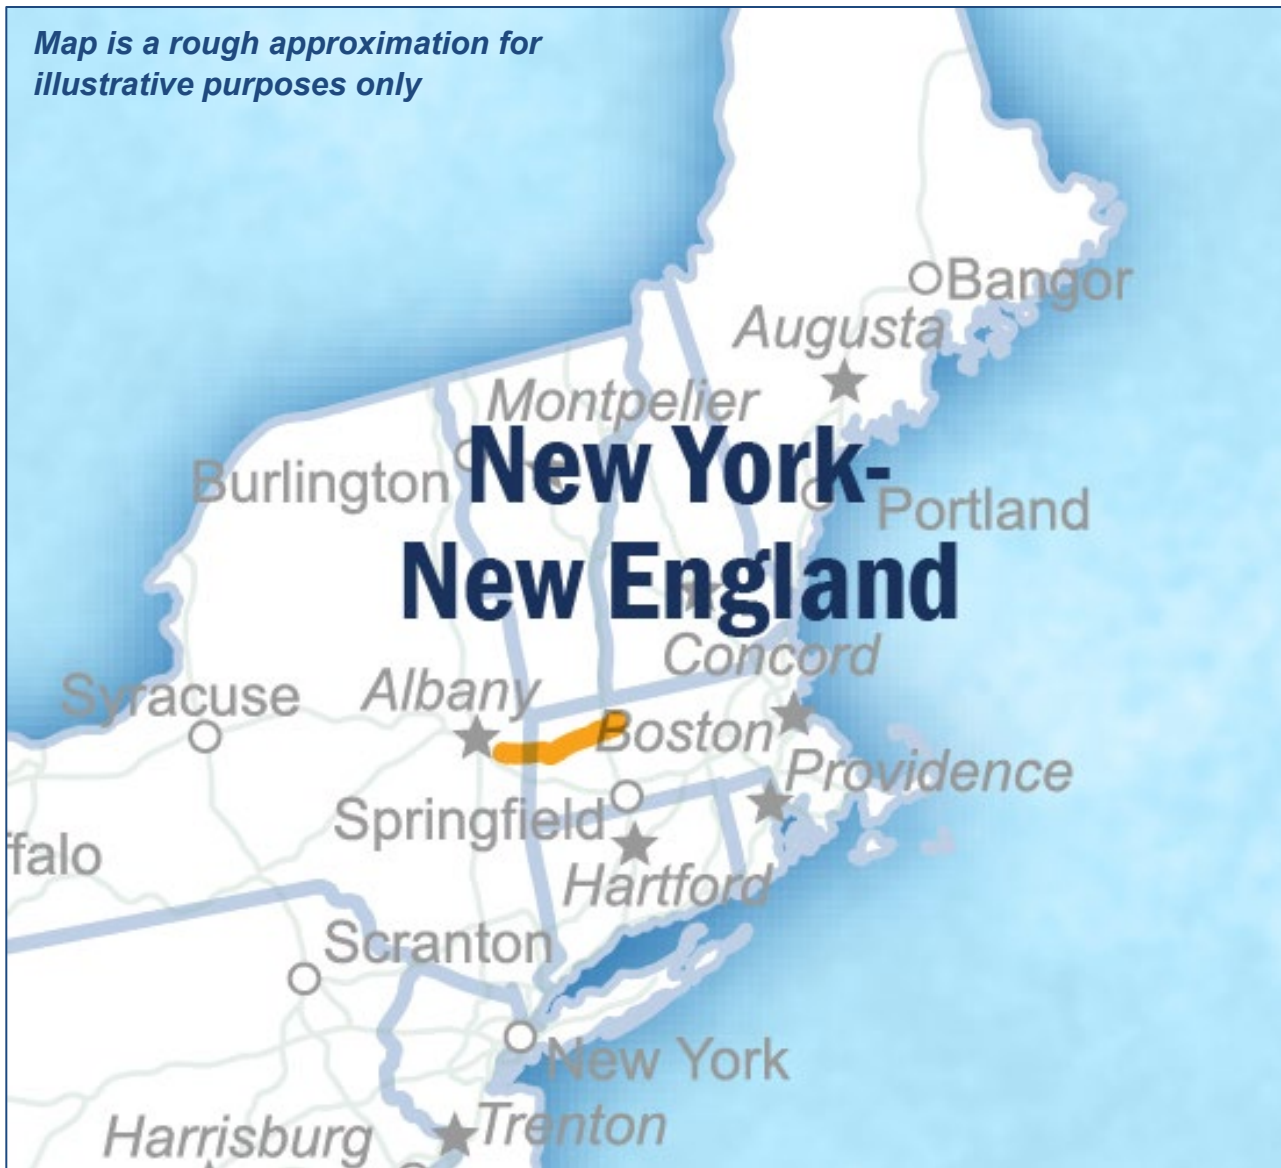 Map is a rough approximation for
illustrative purposes only
Bangor
Augusta
Montpelier
New York-
Burlington
Portland
New England
Concord
Syracuse
Albany
Boston
Providence
Springfield
ffalo
Hartford
Scranton
New York
Trenton
Harrisburg